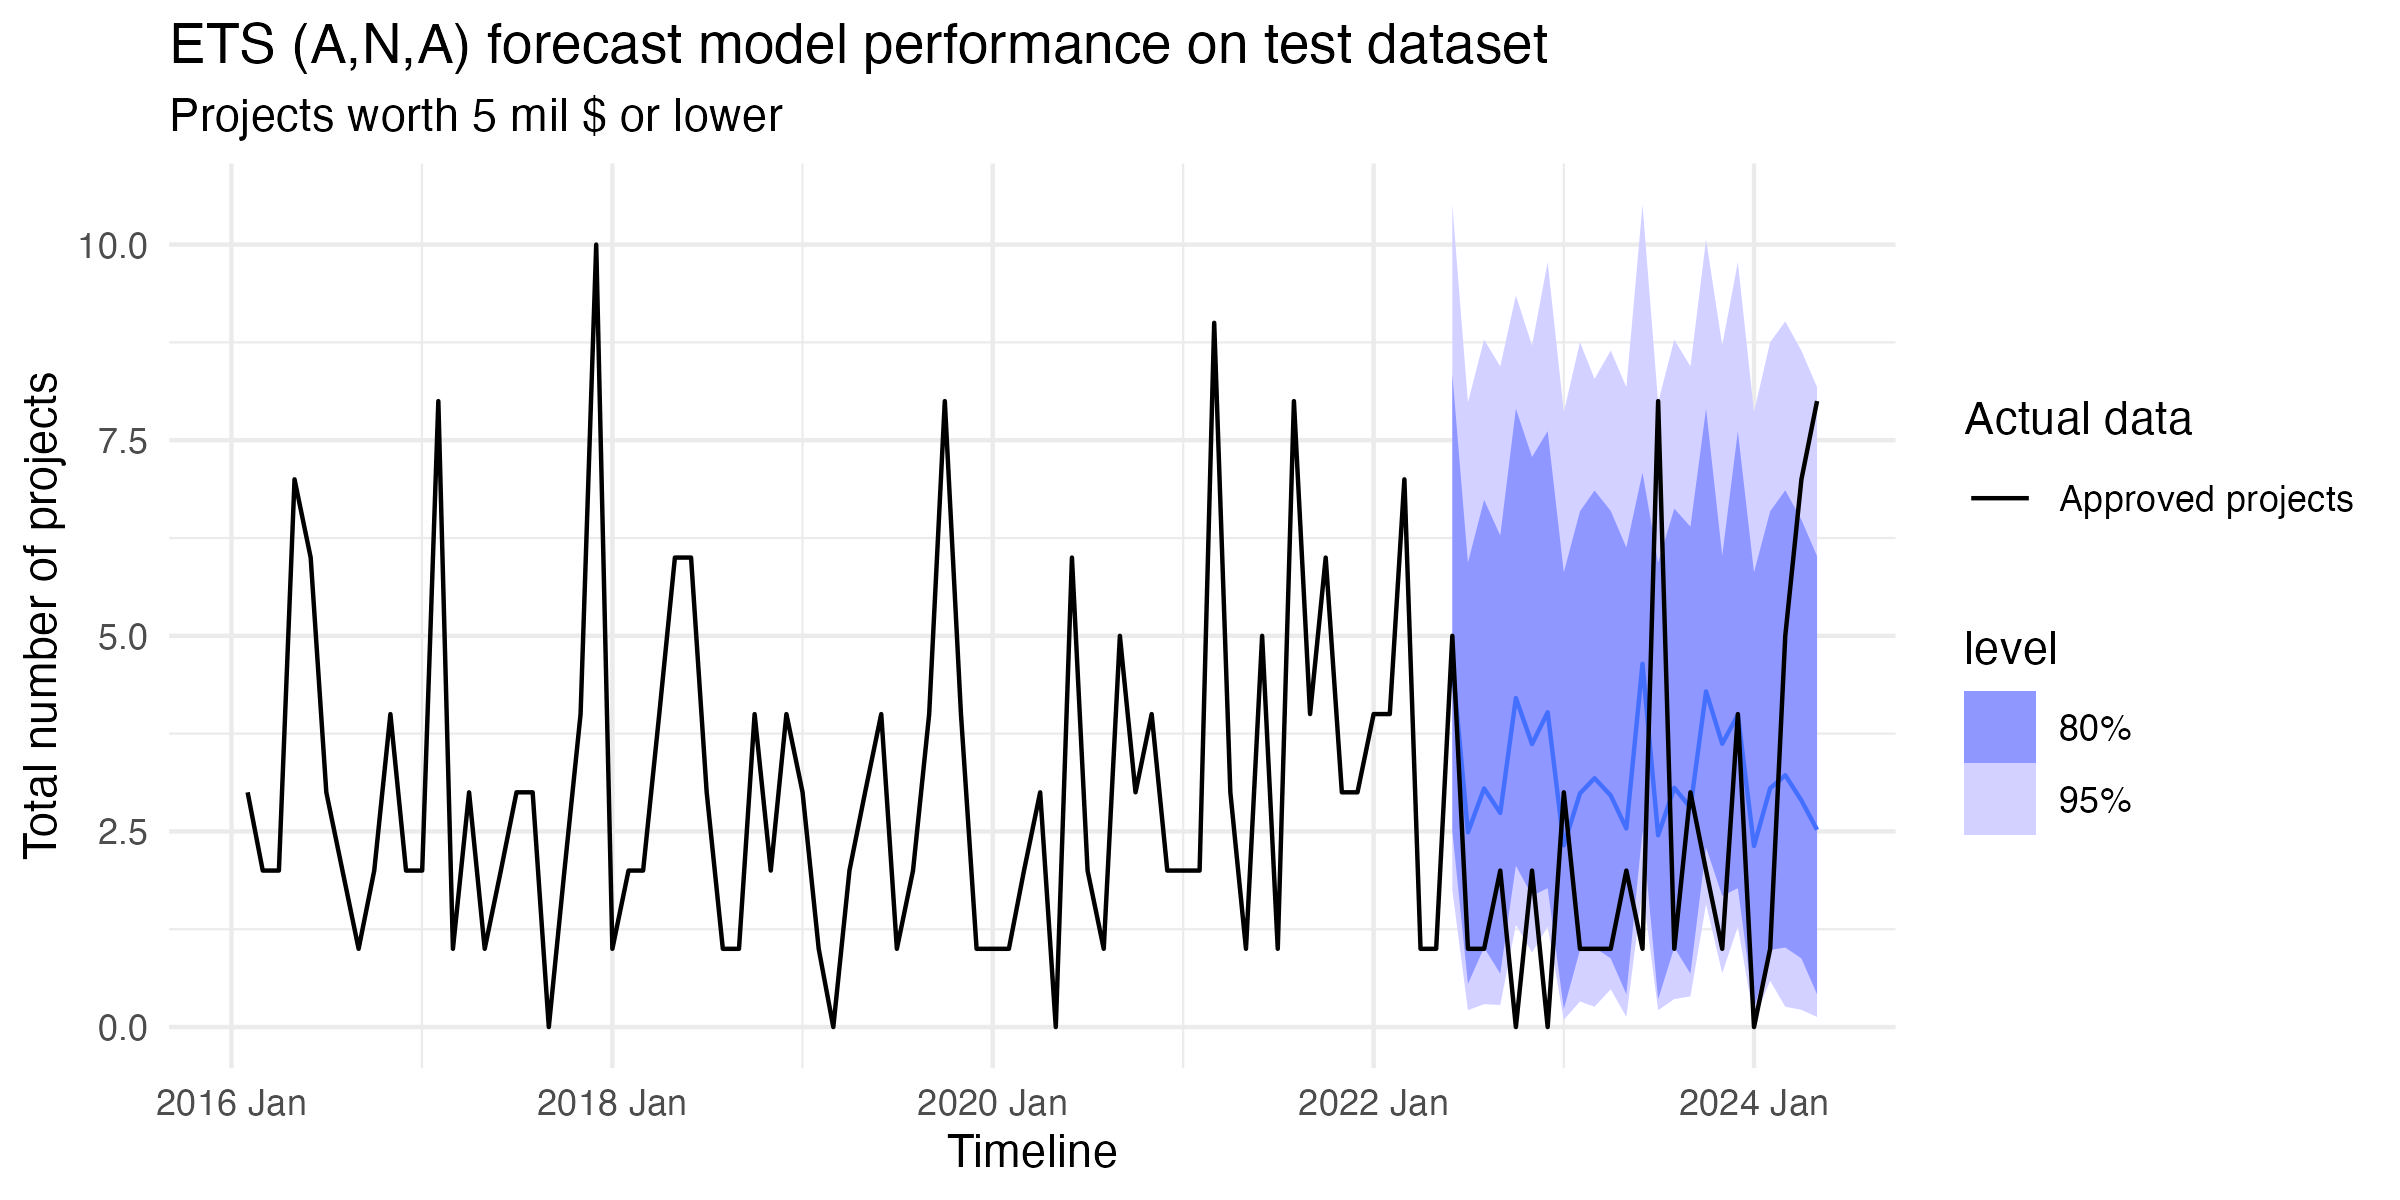 ETS (A,N,A) forecast model performance on test dataset
Projects worth 5 mil $ or lower
Total number of projects
10.0
7.5
5.0
2.5
0.0
2016 Jan
2018 Jan
2020 Jan
2022 Jan
2024 Jan
Timeline
Actual data
Approved projects
level
80%
95%